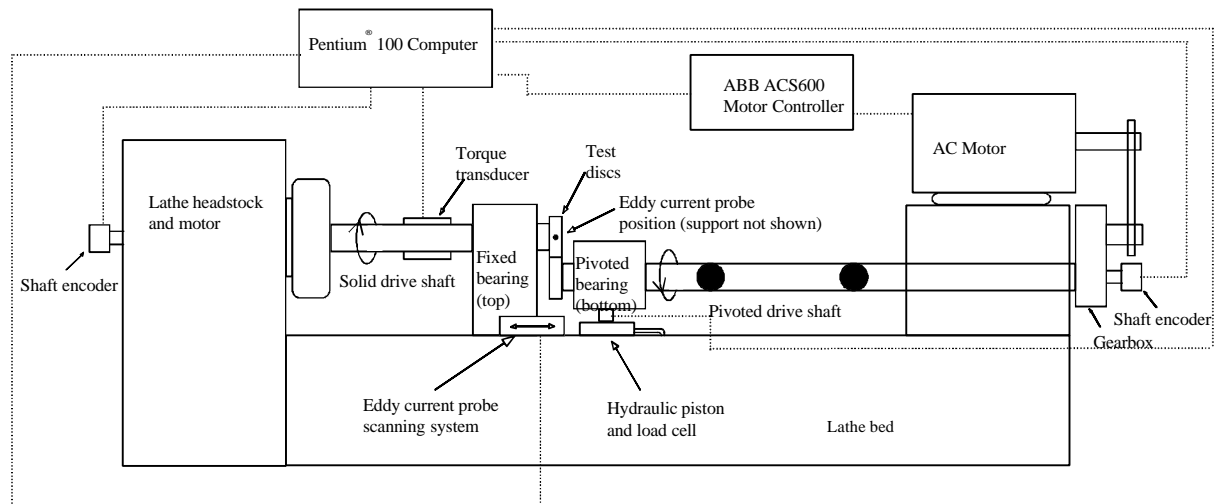 Pentium® 100 Computer
ABB ACS600
Motor Controller
AC Motor
Torque
transducer
Test
discs
Eddy current probe
position (support not shown)
Lathe headstock
and motor
Shaft encoder
Solid drive shaft
Fixed
bearing
(top)
Pivoted
bearing
(bottom)
Pivoted drive shaft
Shaft encoder
Gearbox
Eddy current probe
scanning system
Hydraulic piston
and load cell
Lathe bed